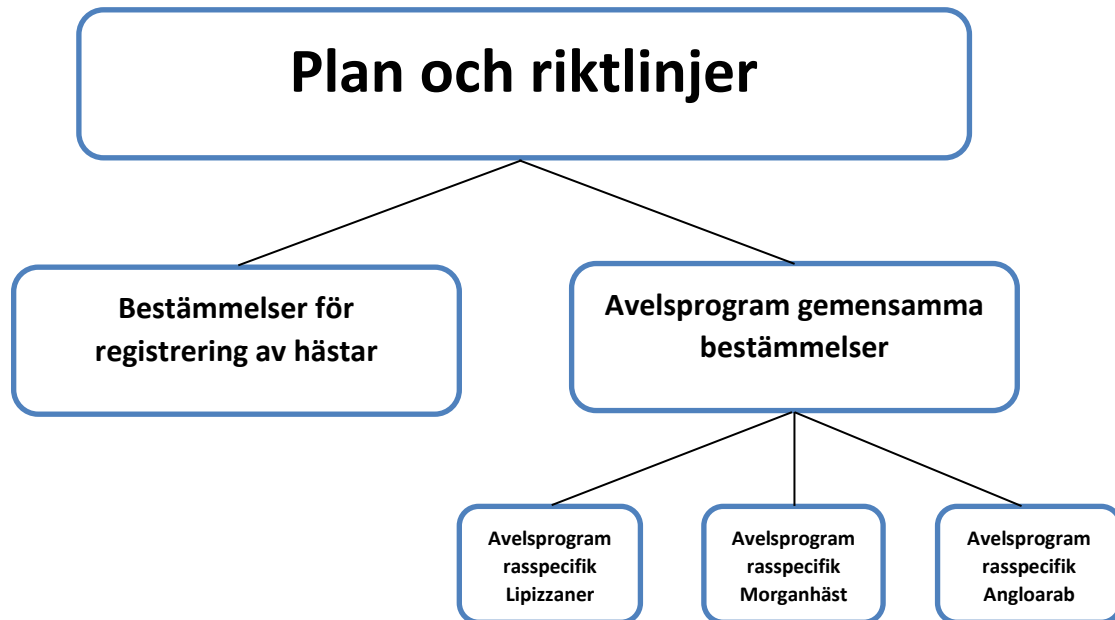 Plan och riktlinjer
Bestämmelser för
registrering av hästar
Avelsprogram gemensamma
bestämmelser
Avelsprogram
rasspecifik
Lipizzaner
Avelsprogram
rasspecifik
Morganhäst
Avelsprogram
rasspecifik
Angloarab